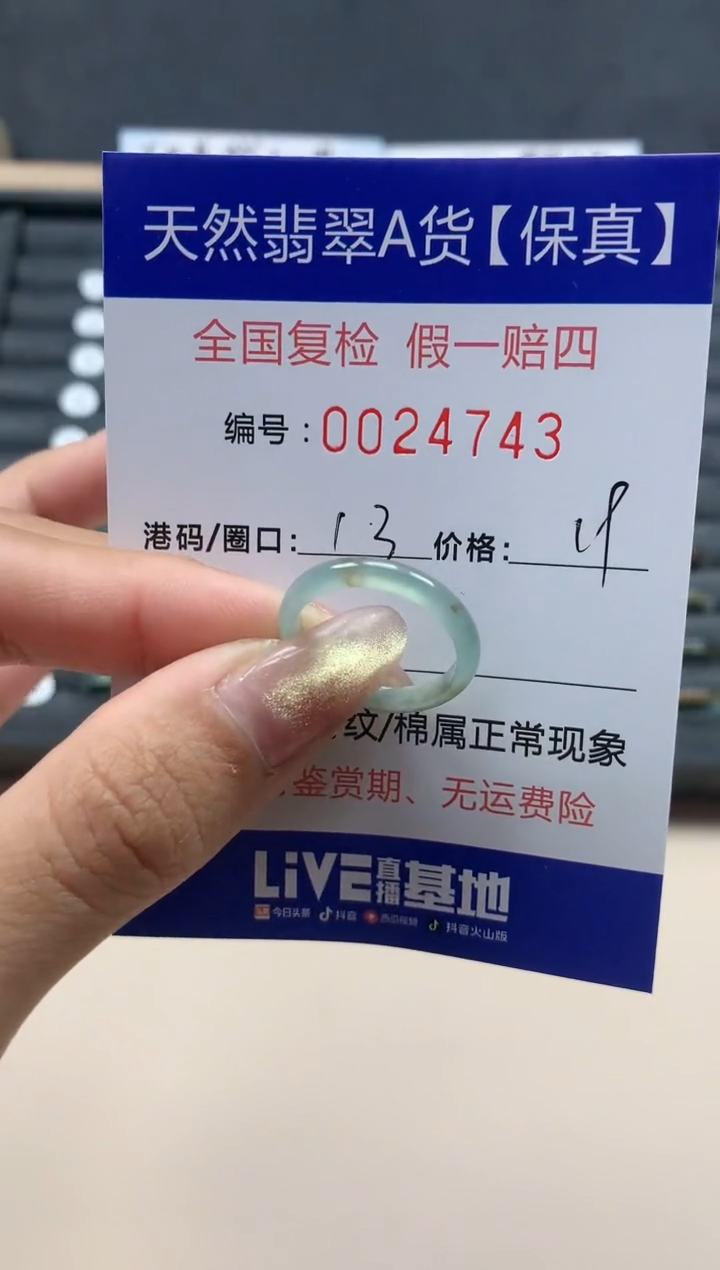 天然翡翠A货【保真】
全国复检 假一赔四
编号:0024743
港码/圈口:13 价格:
纹/棉属正常现象
鉴赏期、无运费险
LiVE直播基地
今日头条 抖音 西瓜视频 抖音火山版